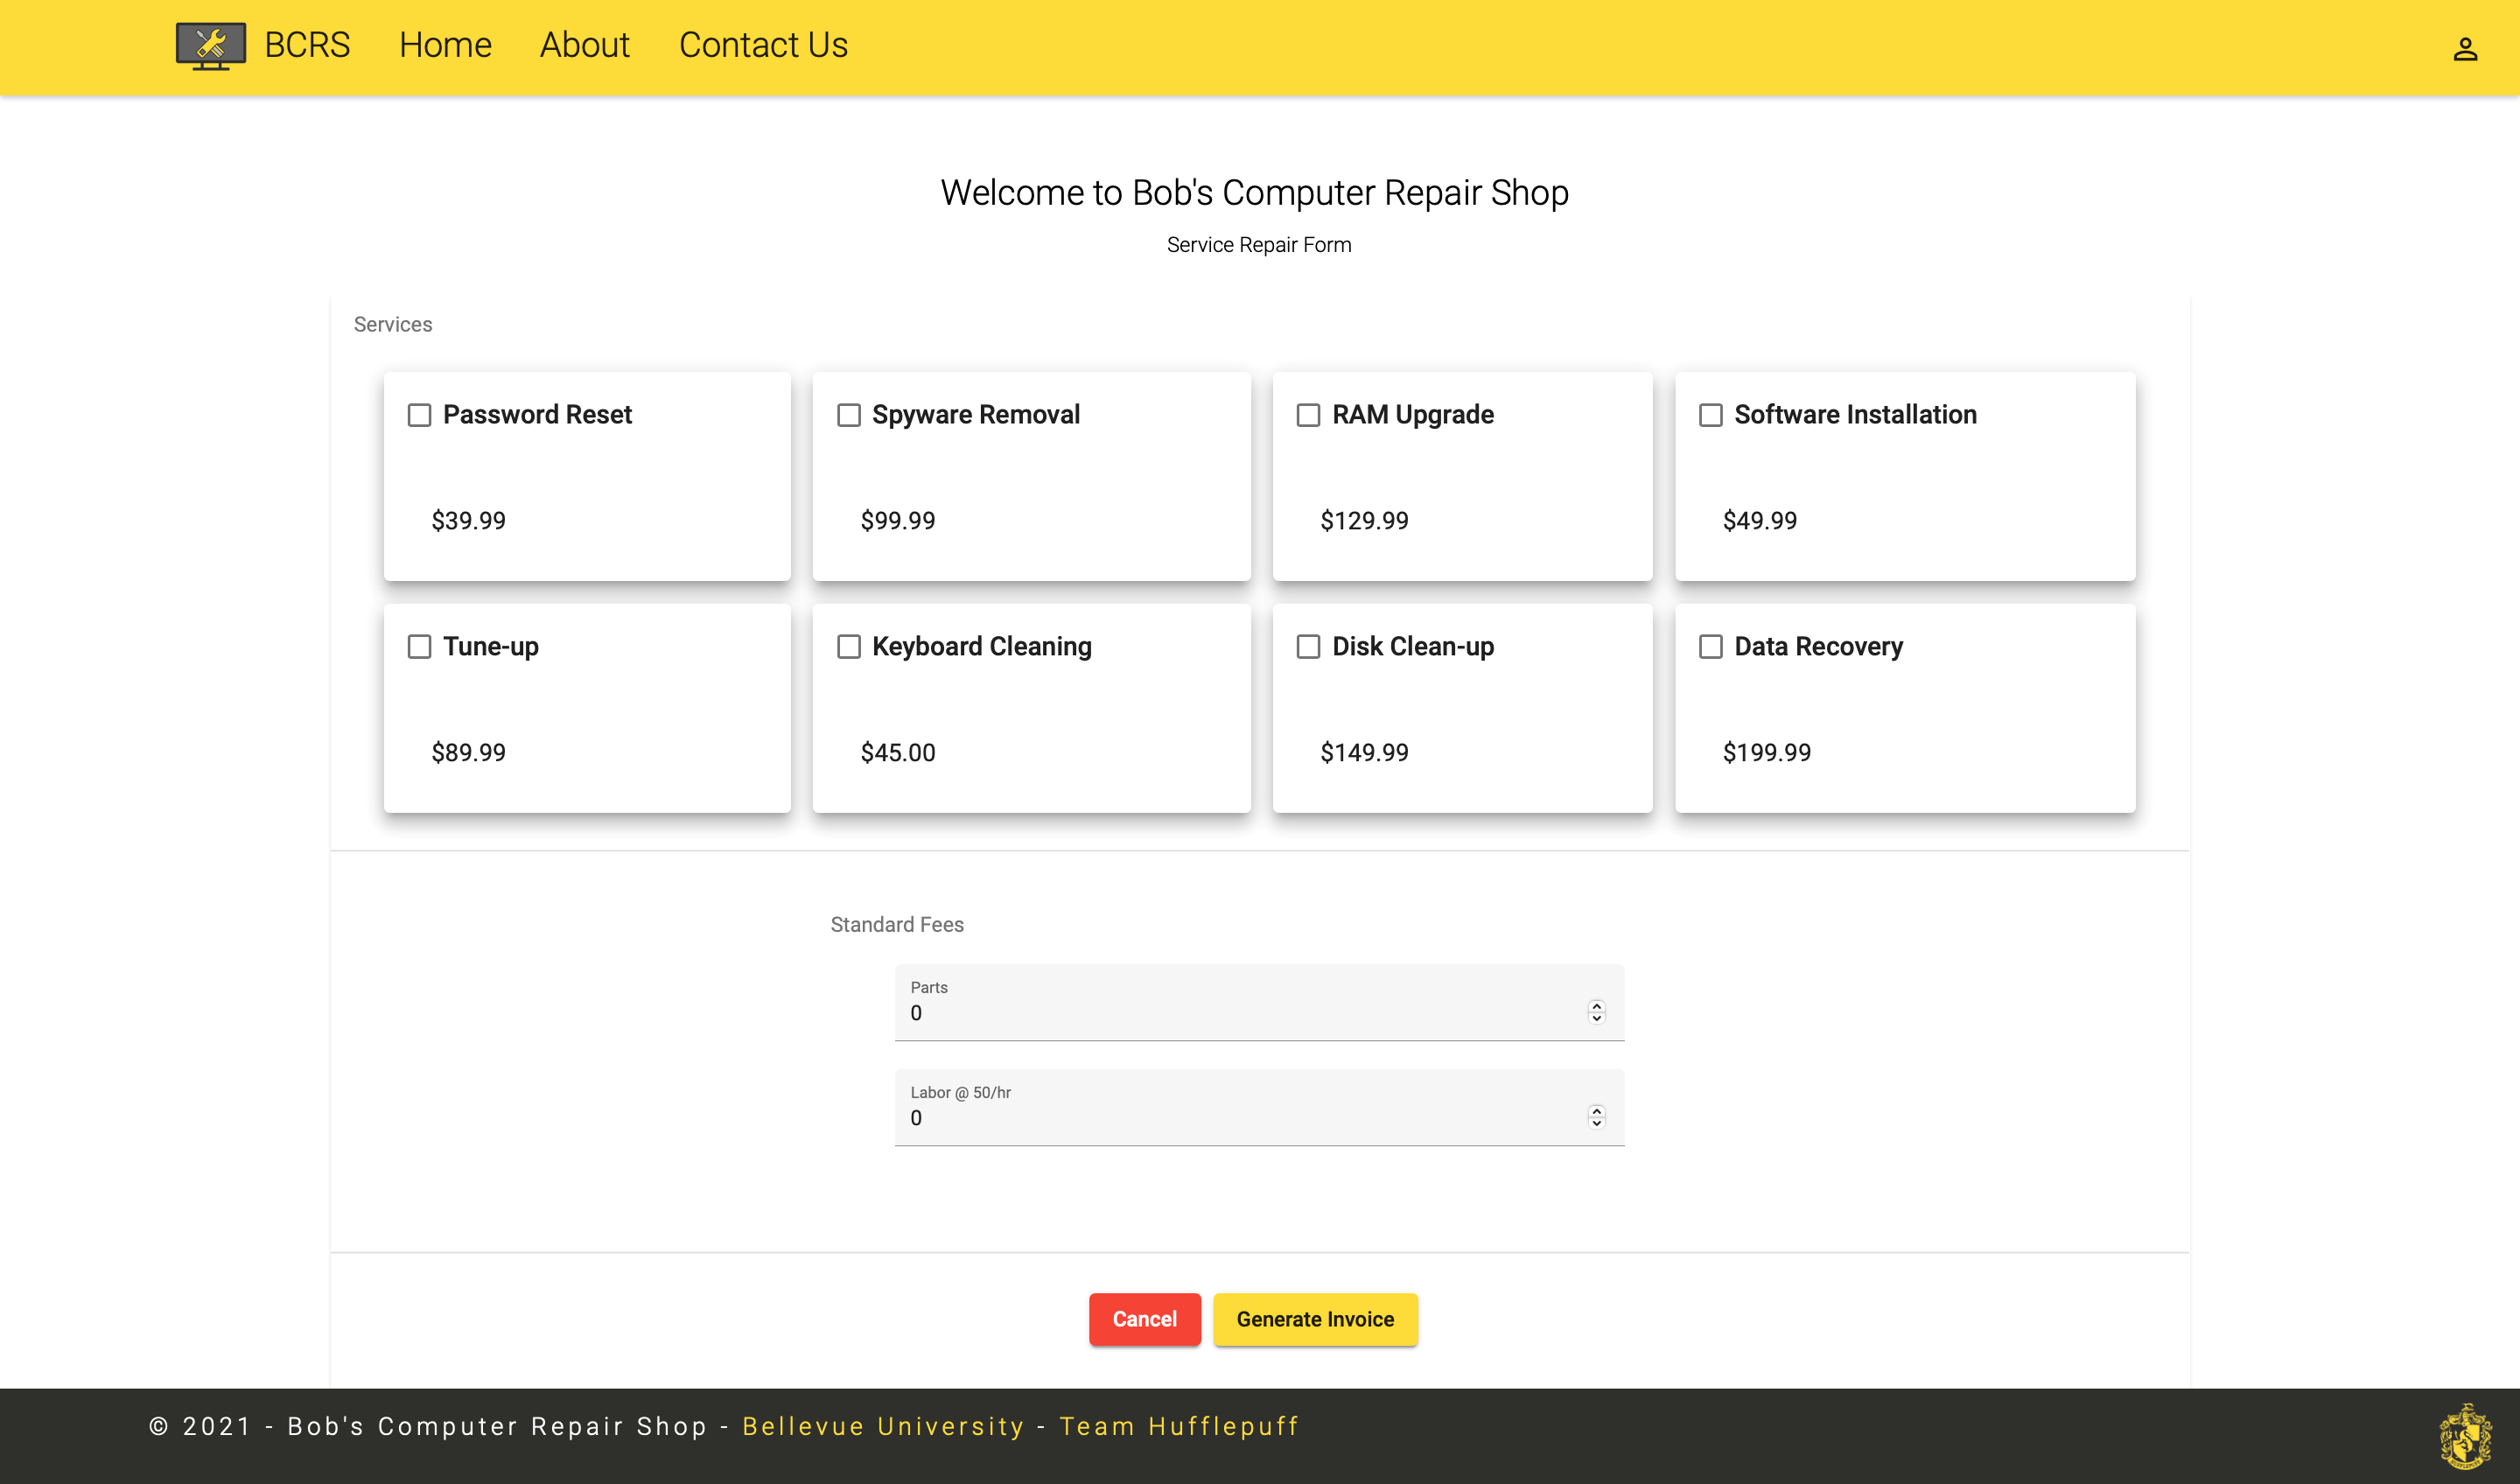 BCRS Home About Contact Us
Welcome to Bob's Computer Repair Shop
Service Repair Form
Services
Password Reset
$39.99
Spyware Removal
$99.99
RAM Upgrade
$129.99
Software Installation
$49.99
Tune-up
$89.99
Keyboard Cleaning
$45.00
Disk Clean-up
$149.99
Data Recovery
$199.99
Standard Fees
Parts
0
Labor @ 50/hr
0
Cancel
Generate Invoice
© 2021 - Bob's Computer Repair Shop - Bellevue University - Team Hufflepuff
HUFFLEPUFF